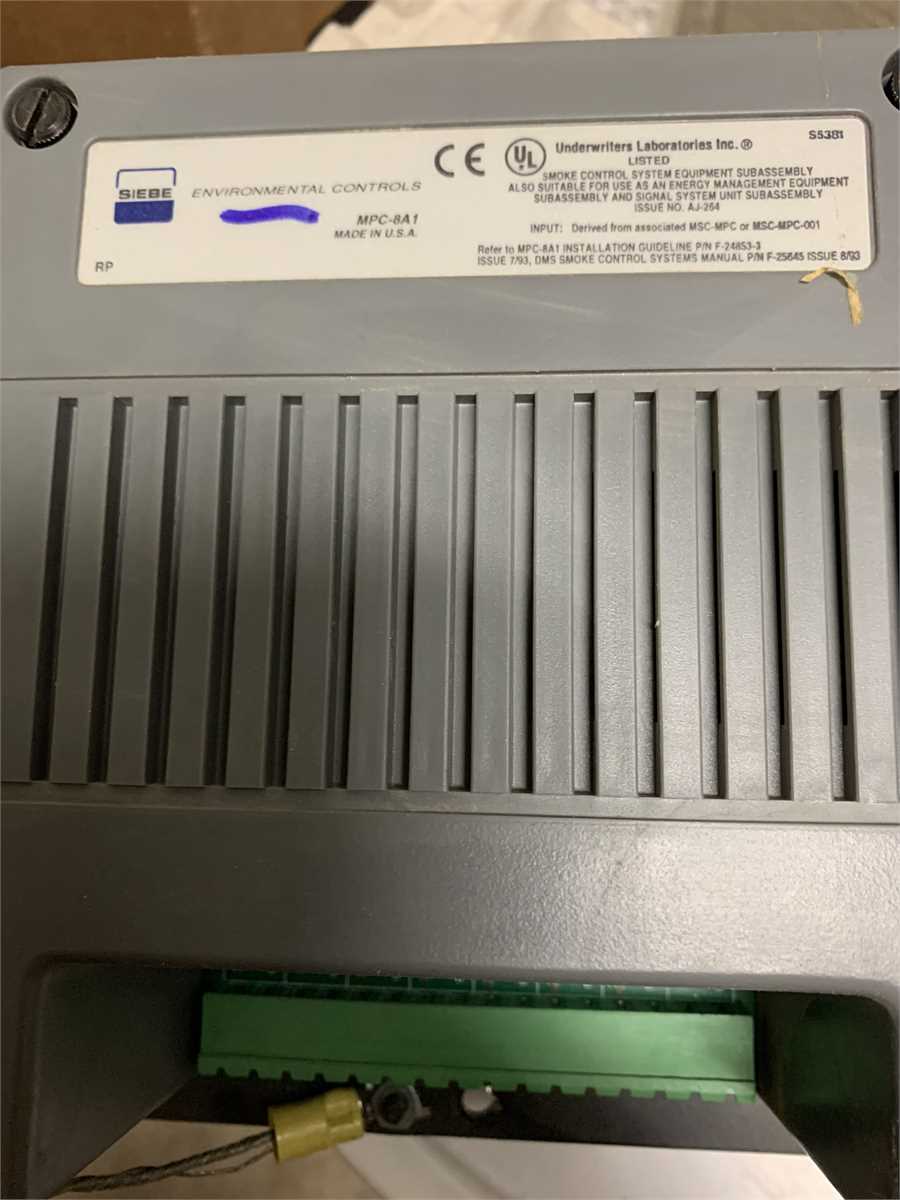 SIEBE
ENVIRONMENTAL CONTROLS
MPC-8A1
MADE IN U.S.A.
RP
CE
UL
Underwriters Laboratories Inc.®
LISTED
SMOKE CONTROL SYSTEM EQUIPMENT SUBASSEMBLY
ALSO SUITABLE FOR USE AS AN ENERGY MANAGEMENT EQUIPMENT
SUBASSEMBLY AND SIGNAL SYSTEM UNIT SUBASSEMBLY
ISSUE NO. AJ-264
S5381
INPUT: Derived from associated MSC-MPC or MSC-MPC-001
Refer to MPC-8A1 INSTALLATION GUIDELINE P/N F-24853-3
ISSUE 7/93, DMS SMOKE CONTROL SYSTEMS MANUAL P/N F-25645 ISSUE 8/93